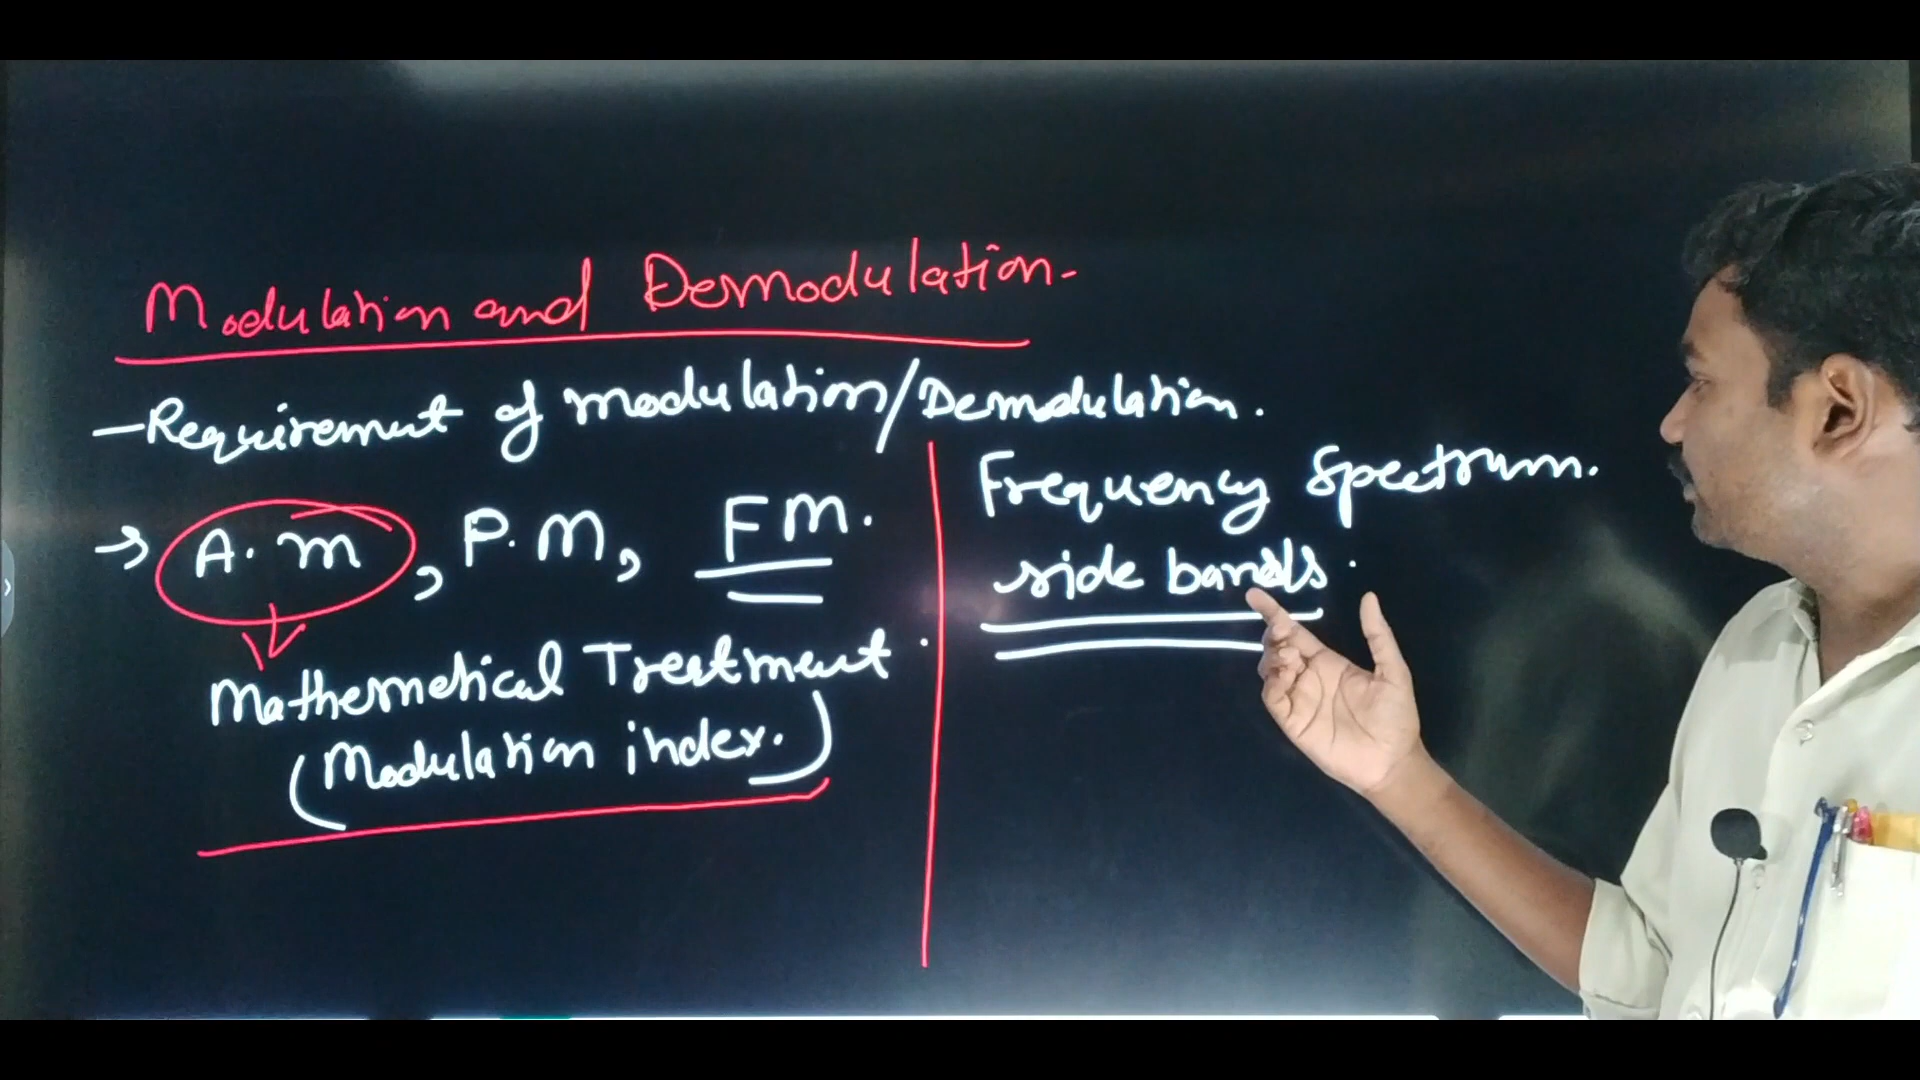 Modulation and Demodulation.
- Requirement of modulation/Demodulation.
→ A.m, P.M, FM.
Mathemetical Treatment.
(Modulation index.)
Frequency Spectrum.
side bands.